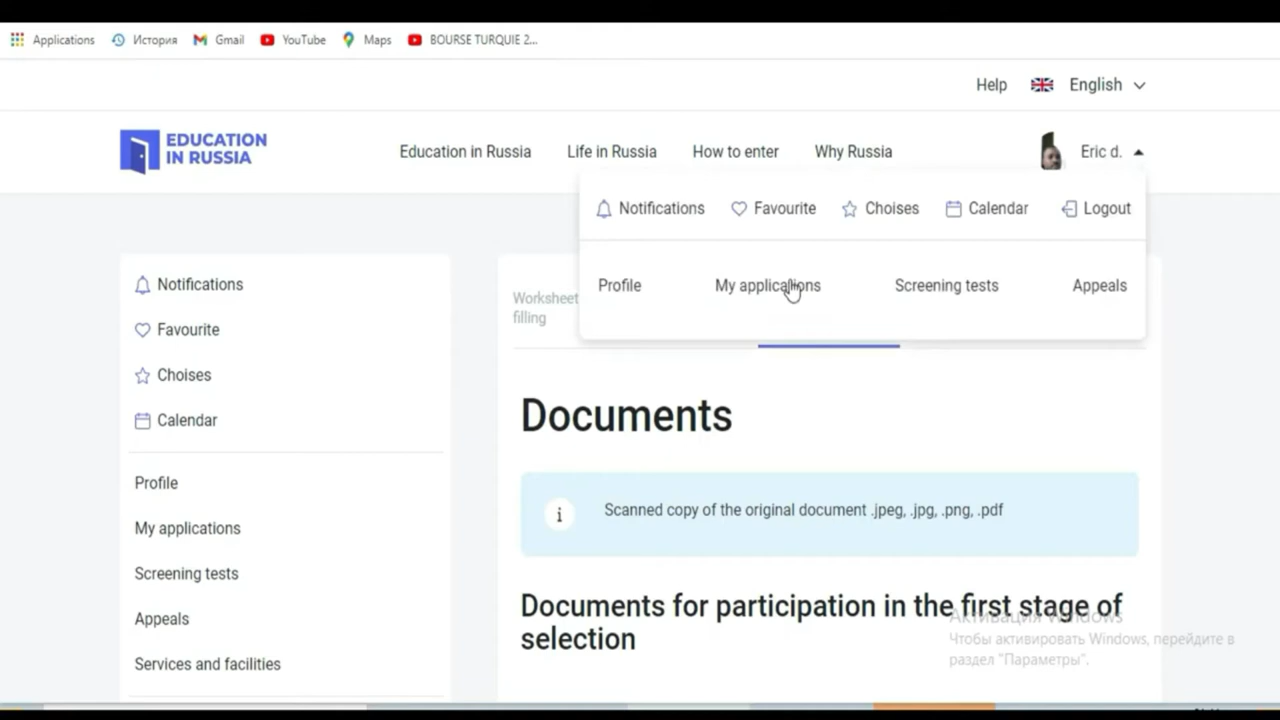 Applications История Gmail YouTube Maps BOURSE TURQUIE 2...
Help English
EDUCATION
IN RUSSIA
Education in Russia Life in Russia How to enter Why Russia Eric d.
Notifications Favourite Choises Calendar Logout
Profile My applications Screening tests Appeals
Notifications
Favourite
Choises
Calendar
Profile
My applications
Screening tests
Appeals
Services and facilities
Worksheet
filling
Documents
i
Scanned copy of the original document .jpeg, .jpg, .png, .pdf
Documents for participation in the first stage of
selection
Активация Windows
Чтобы активировать Windows, перейдите в
раздел "Параметры".